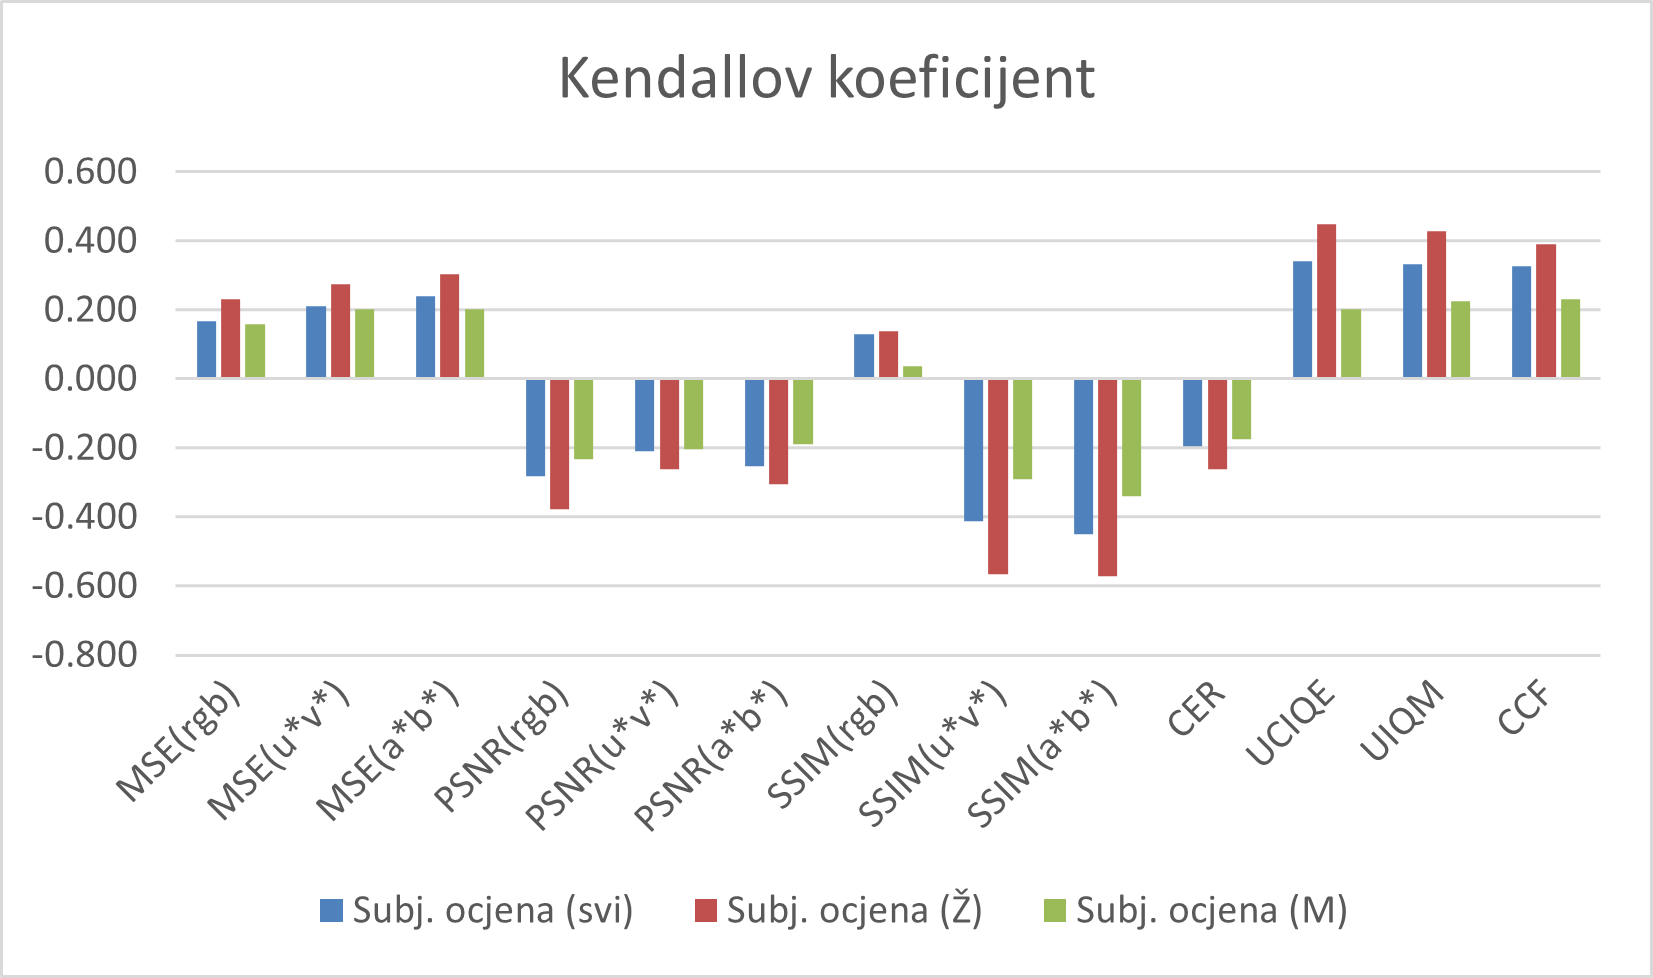 Kendallov koeficijent
0.600
0.400
0.200
0.000
-0.200
-0.400
-0.600
-0.800
MSE(rgb)
MSE(u*v*)
MSE(a*b*)
PSNR(rgb)
PSNR(u*v*)
PSNR(a*b*)
SSIM(rgb)
SSIM(u*v*)
SSIM(a*b*)
CER
UCIQE
UIQM
CCF
Subj. ocjena (svi)
Subj. ocjena (Ž)
Subj. ocjena (M)